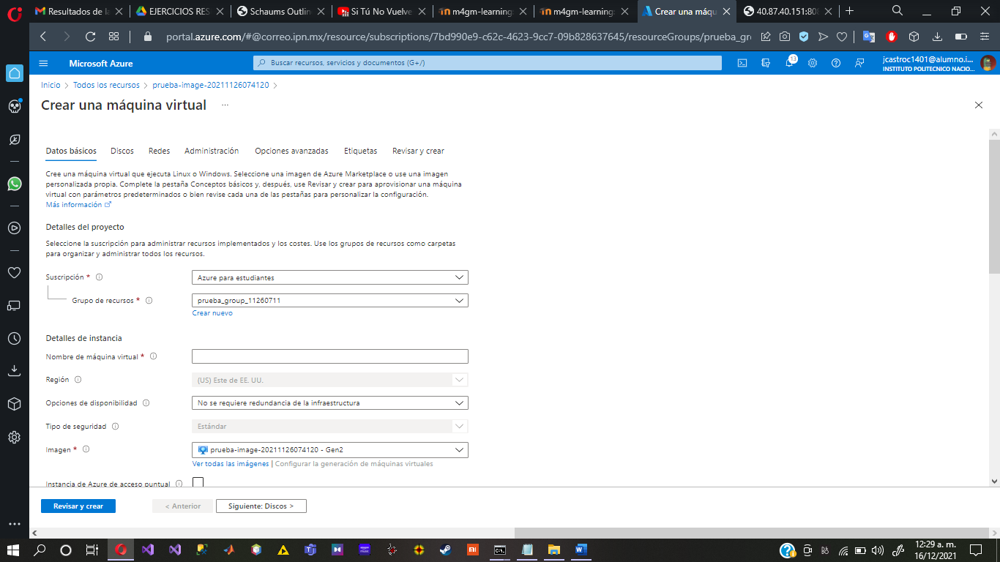 Resultados de la
EJERCICIOS RES
Schaums Outlin
Si Tú No Vuelve
m4gm-learning
m4gm-learning
Crear una máqu
40.87.40.151:808
portal.azure.com/#@correo.ipn.mx/resource/subscriptions/7bd990e9-c62c-4623-9cc7-09b828637645/resourceGroups/prueba_gr
Microsoft Azure
Buscar recursos, servicios y documentos (G+/)
13
jcastroc1401@alumno.i...
INSTITUTO POLITECNICO NACIO...
Inicio > Todos los recursos > prueba-image-20211126074120 >
Crear una máquina virtual ...
Datos básicos Discos Redes Administración Opciones avanzadas Etiquetas Revisar y crear
Cree una máquina virtual que ejecuta Linux o Windows. Seleccione una imagen de Azure Marketplace o use una imagen
personalizada propia. Complete la pestaña Conceptos básicos y, después, use Revisar y crear para aprovisionar una máquina
virtual con parámetros predeterminados o bien revise cada una de las pestañas para personalizar la configuración.
Más información
Detalles del proyecto
Seleccione la suscripción para administrar recursos implementados y los costes. Use los grupos de recursos como carpetas
para organizar y administrar todos los recursos.
Suscripción * Azure para estudiantes
Grupo de recursos * prueba_group_11260711
Crear nuevo
Detalles de instancia
Nombre de máquina virtual *
Región (US) Este de EE. UU.
Opciones de disponibilidad No se requiere redundancia de la infraestructura
Tipo de seguridad Estándar
Imagen * prueba-image-20211126074120 - Gen2
Ver todas las imágenes | Configurar la generación de máquinas virtuales
Instancia de Azure de acceso puntual
Revisar y crear < Anterior Siguiente: Discos >
12:29 a. m.
16/12/2021